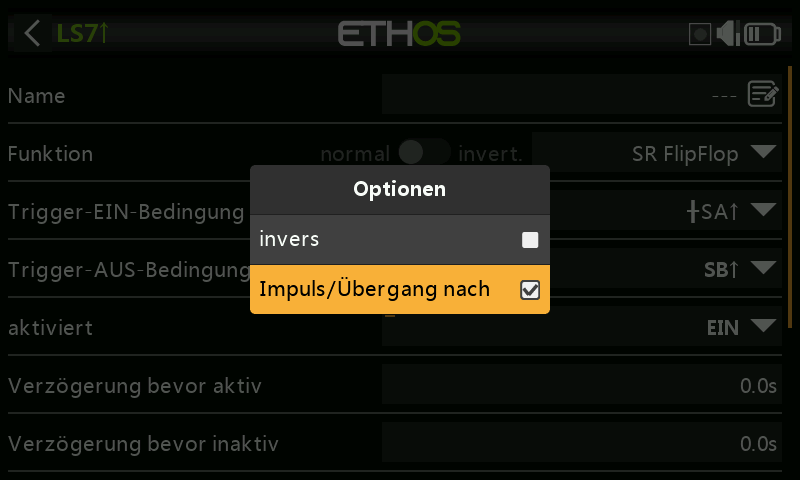 LS7↑
ETHOS
Name ---
Funktion normal invert. SR FlipFlop
Optionen
Trigger-EIN-Bedingung ╂SA↑
invers
Trigger-AUS-Bedingung SB↑
Impuls/Übergang nach
aktiviert EIN
Verzögerung bevor aktiv 0.0s
Verzögerung bevor inaktiv 0.0s